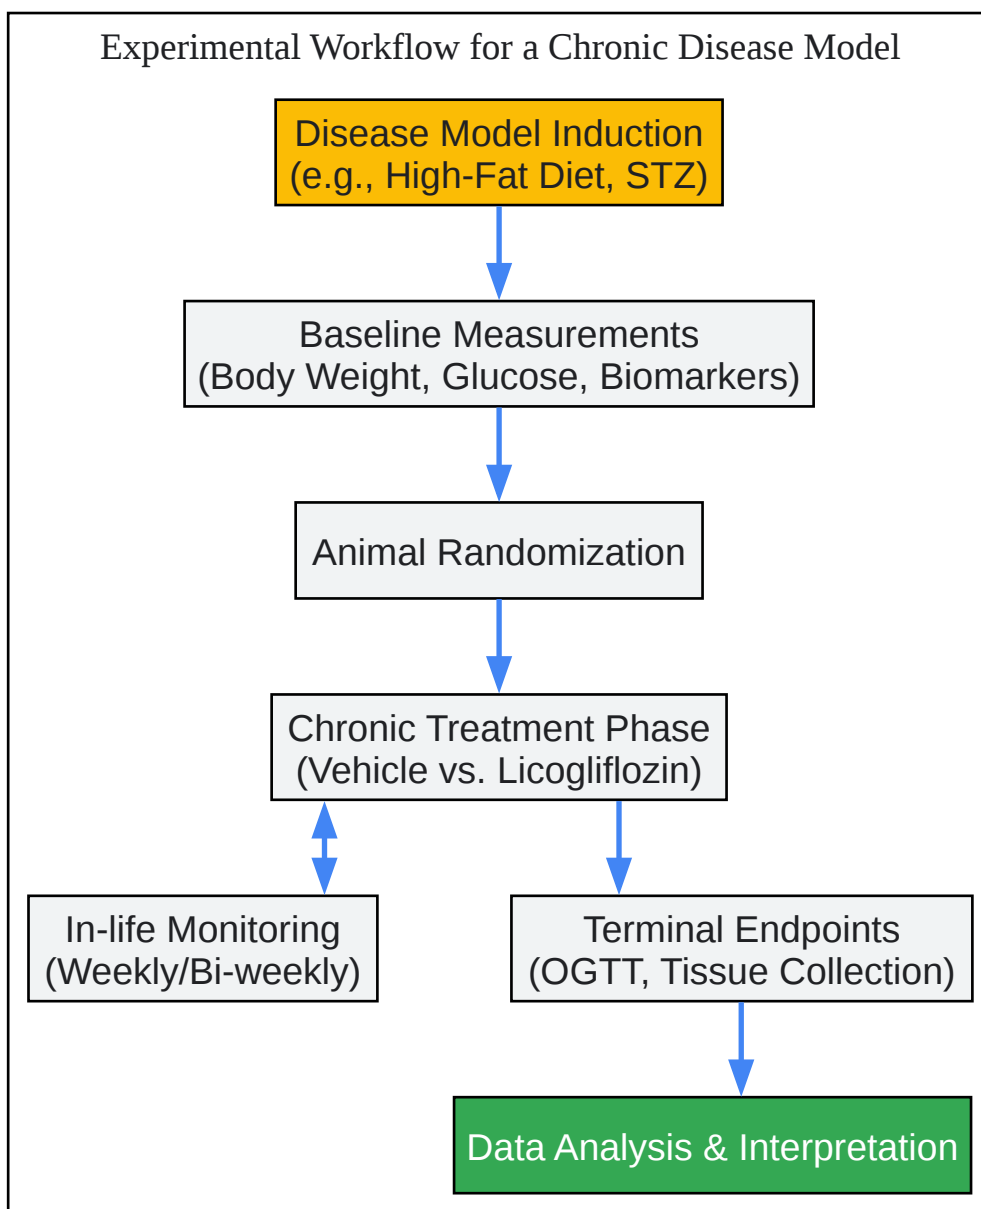 Experimental Workflow for a Chronic Disease Model
Disease Model Induction
(e.g., High-Fat Diet, STZ)
Baseline Measurements
(Body Weight, Glucose, Biomarkers)
Animal Randomization
Chronic Treatment Phase
(Vehicle vs. Licogliflozin)
In-life Monitoring
(Weekly/Bi-weekly)
Terminal Endpoints
(OGTT, Tissue Collection)
Data Analysis & Interpretation